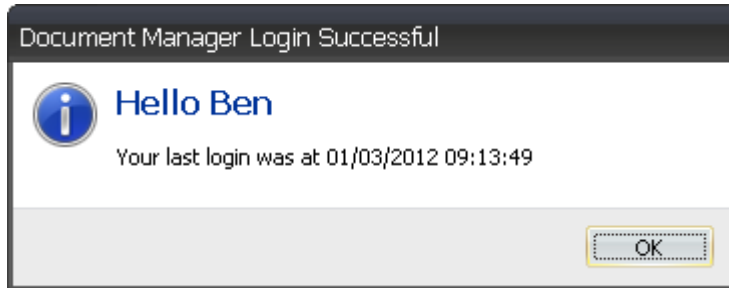 Document Manager Login Successful
Hello Ben
Your last login was at 01/03/2012 09:13:49
OK